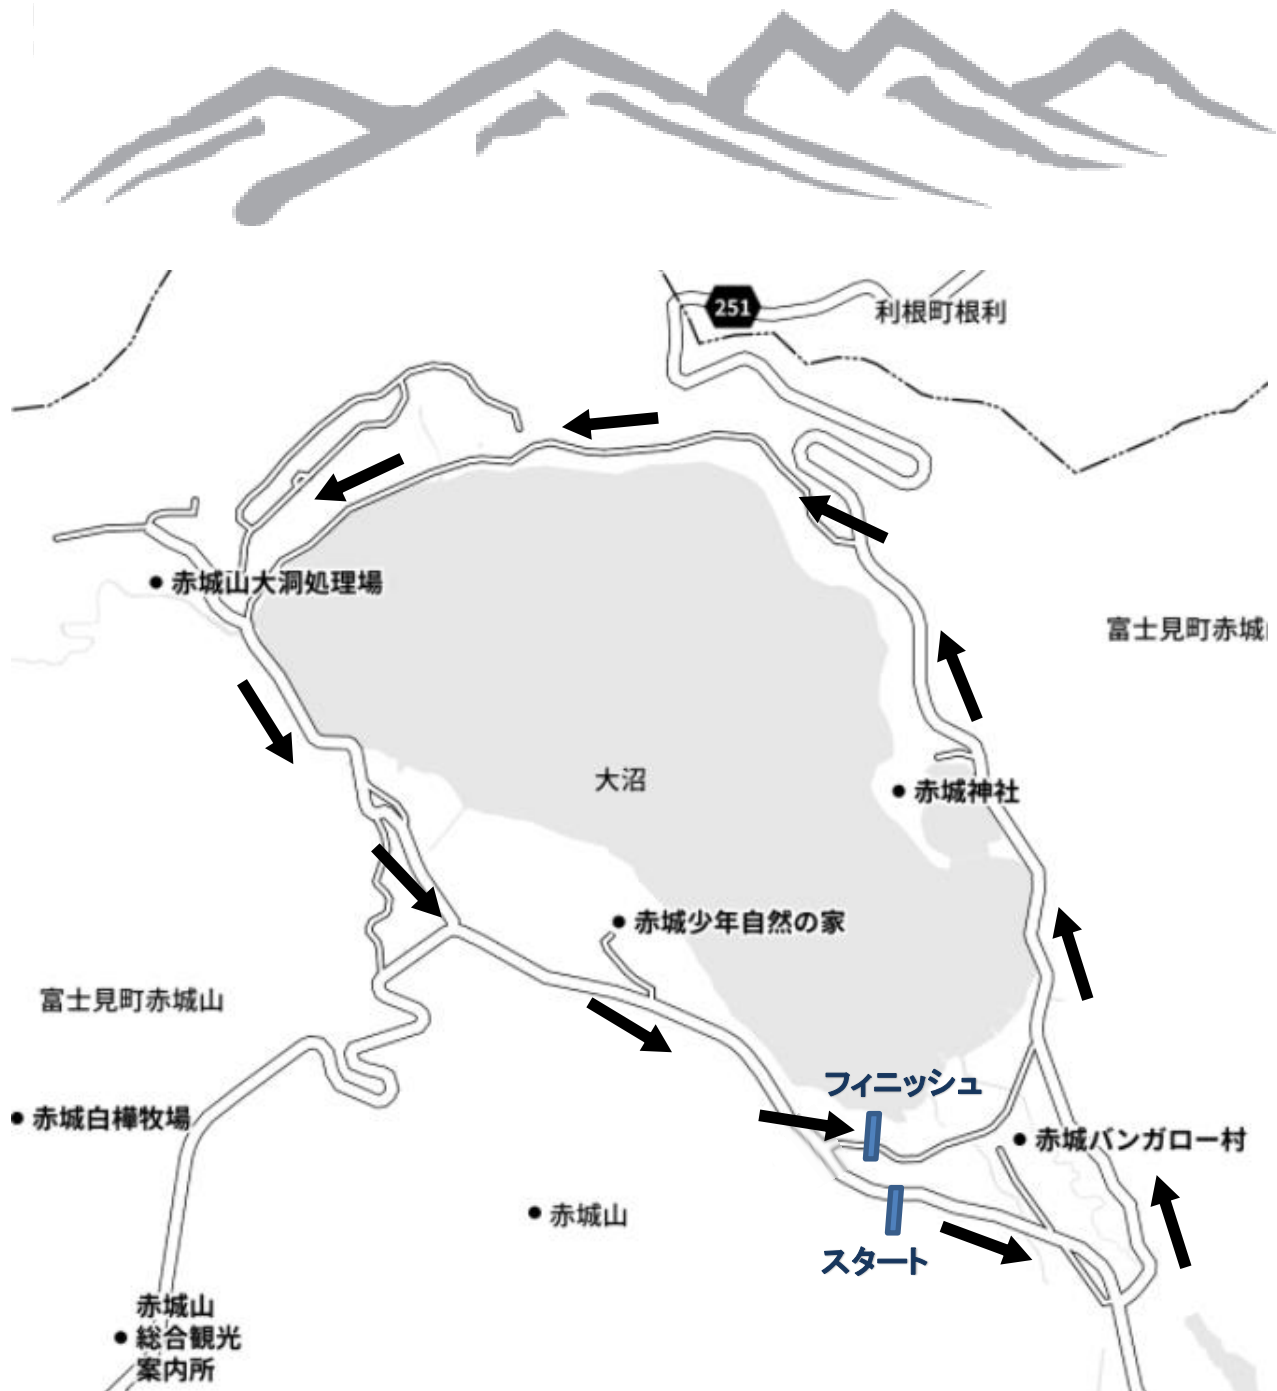 251
利根町根利
赤城山大洞処理場
富士見町赤城山
大沼
赤城神社
赤城少年自然の家
富士見町赤城山
フィニッシュ
赤城白樺牧場
赤城バンガロー村
赤城山
スタート
赤城山
総合観光
案内所